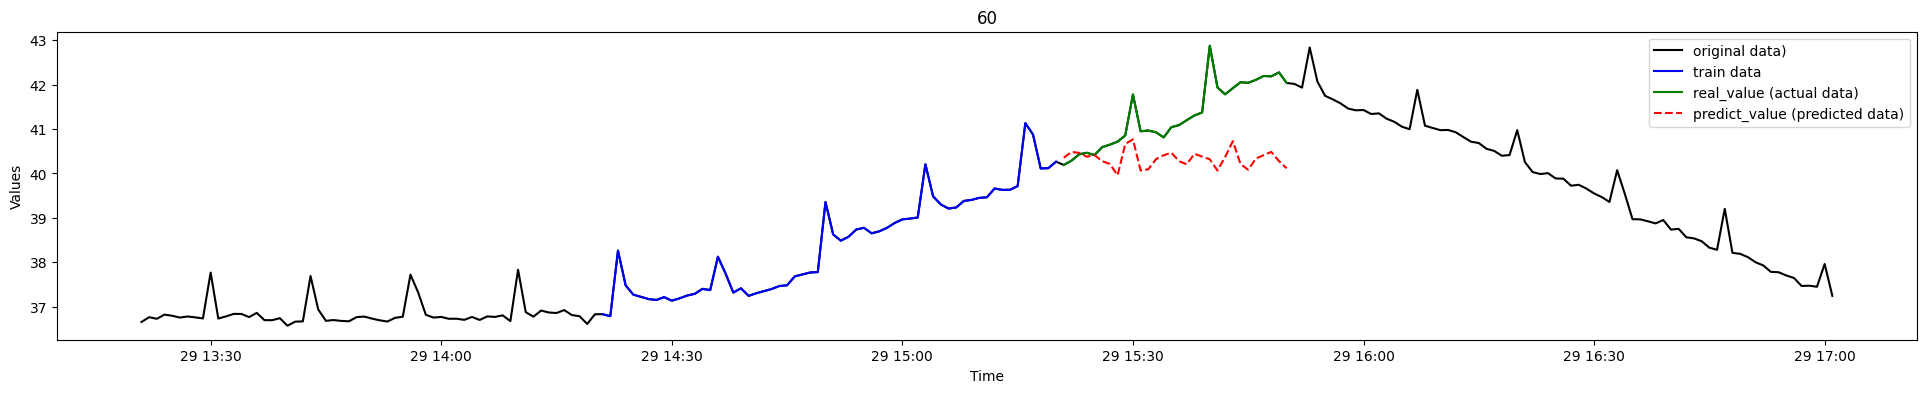 60
43
42
41
40
39
38
37
Values
original data)
train data
real_value (actual data)
predict_value (predicted data)
29 13:30 29 14:00 29 14:30 29 15:00 29 15:30 29 16:00 29 16:30 29 17:00
Time